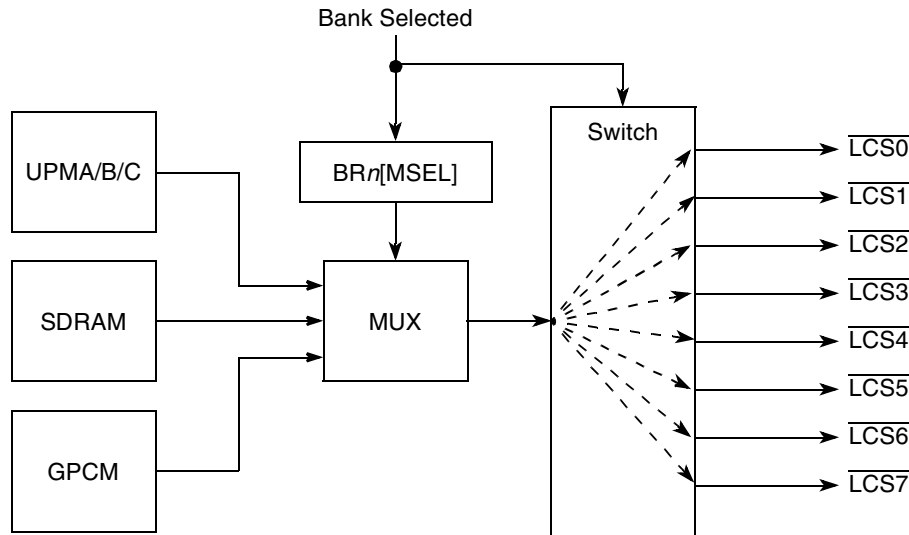 Bank Selected
Switch
UPMA/B/C
BRn[MSEL]
SDRAM
MUX
GPCM
LCS0
LCS1
LCS2
LCS3
LCS4
LCS5
LCS6
LCS7